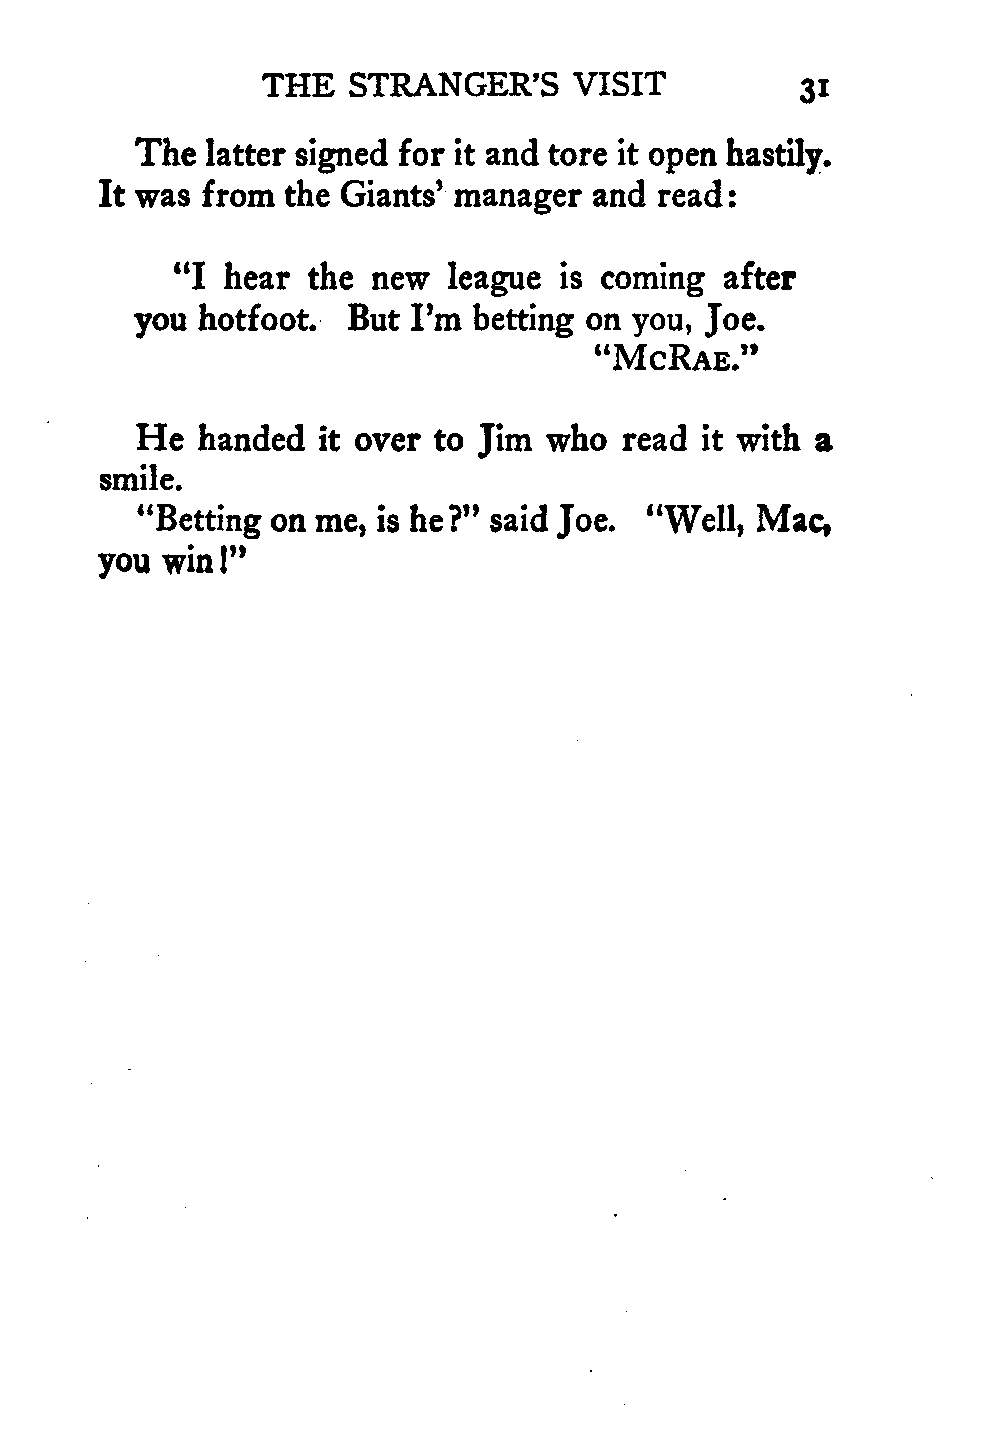 THE STRANGER'S VISIT 31
The latter signed for it and tore it open hastily.
It was from the Giants' manager and read:
"I hear the new league is coming after
you hotfoot. But I'm betting on you, Joe.
"McRAE."
He handed it over to Jim who read it with a
smile.
"Betting on me, is he?" said Joe. "Well, Mac,
you win!"